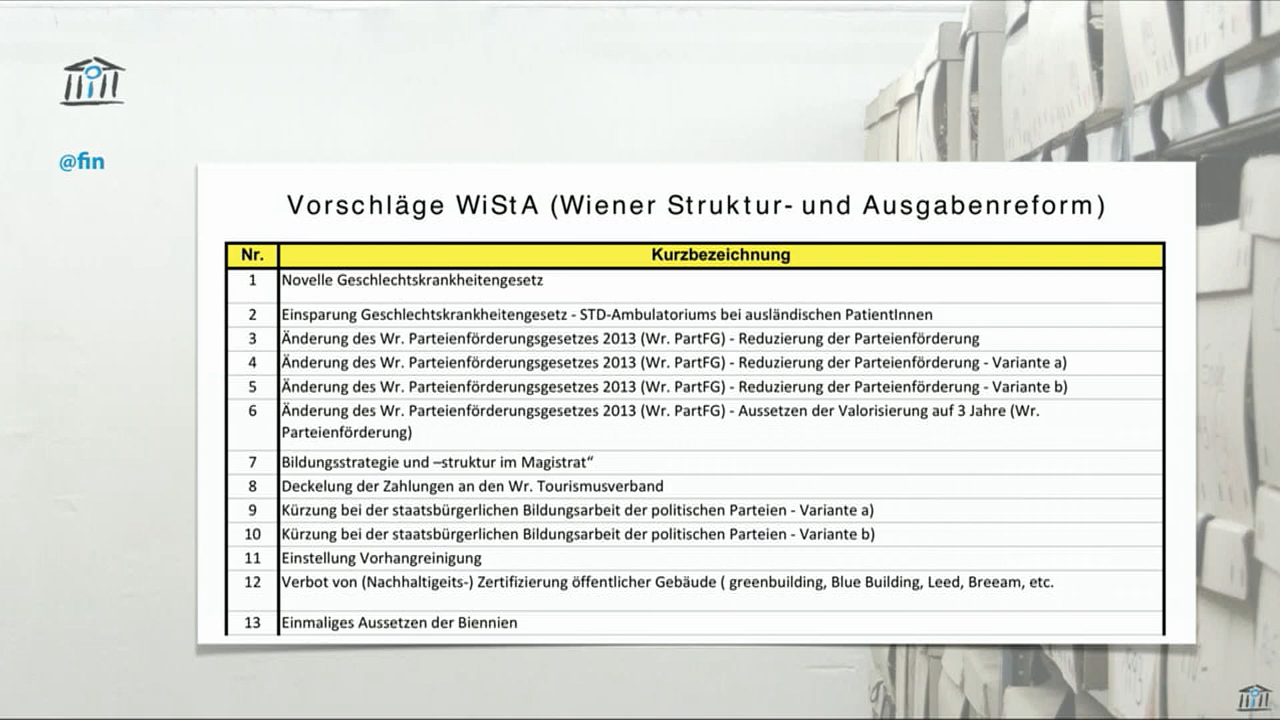 @fin
Vorschläge WiStA (Wiener Struktur- und Ausgabenreform)
Nr. Kurzbezeichnung
1 Novelle Geschlechtskrankheitengesetz
2 Einsparung Geschlechtskrankheitengesetz - STD-Ambulatoriums bei ausländischen PatientInnen
3 Änderung des Wr. Parteienförderungsgesetzes 2013 (Wr. PartFG) - Reduzierung der Parteienförderung
4 Änderung des Wr. Parteienförderungsgesetzes 2013 (Wr. PartFG) - Reduzierung der Parteienförderung - Variante a)
5 Änderung des Wr. Parteienförderungsgesetzes 2013 (Wr. PartFG) - Reduzierung der Parteienförderung - Variante b)
6 Änderung des Wr. Parteienförderungsgesetzes 2013 (Wr. PartFG) - Aussetzen der Valorisierung auf 3 Jahre (Wr.
Parteienförderung)
7 Bildungsstrategie und –struktur im Magistrat“
8 Deckelung der Zahlungen an den Wr. Tourismusverband
9 Kürzung bei der staatsbürgerlichen Bildungsarbeit der politischen Parteien - Variante a)
10 Kürzung bei der staatsbürgerlichen Bildungsarbeit der politischen Parteien - Variante b)
11 Einstellung Vorhangreinigung
12 Verbot von (Nachhaltigeits-) Zertifizierung öffentlicher Gebäude ( greenbuilding, Blue Building, Leed, Breeam, etc.
13 Einmaliges Aussetzen der Biennien